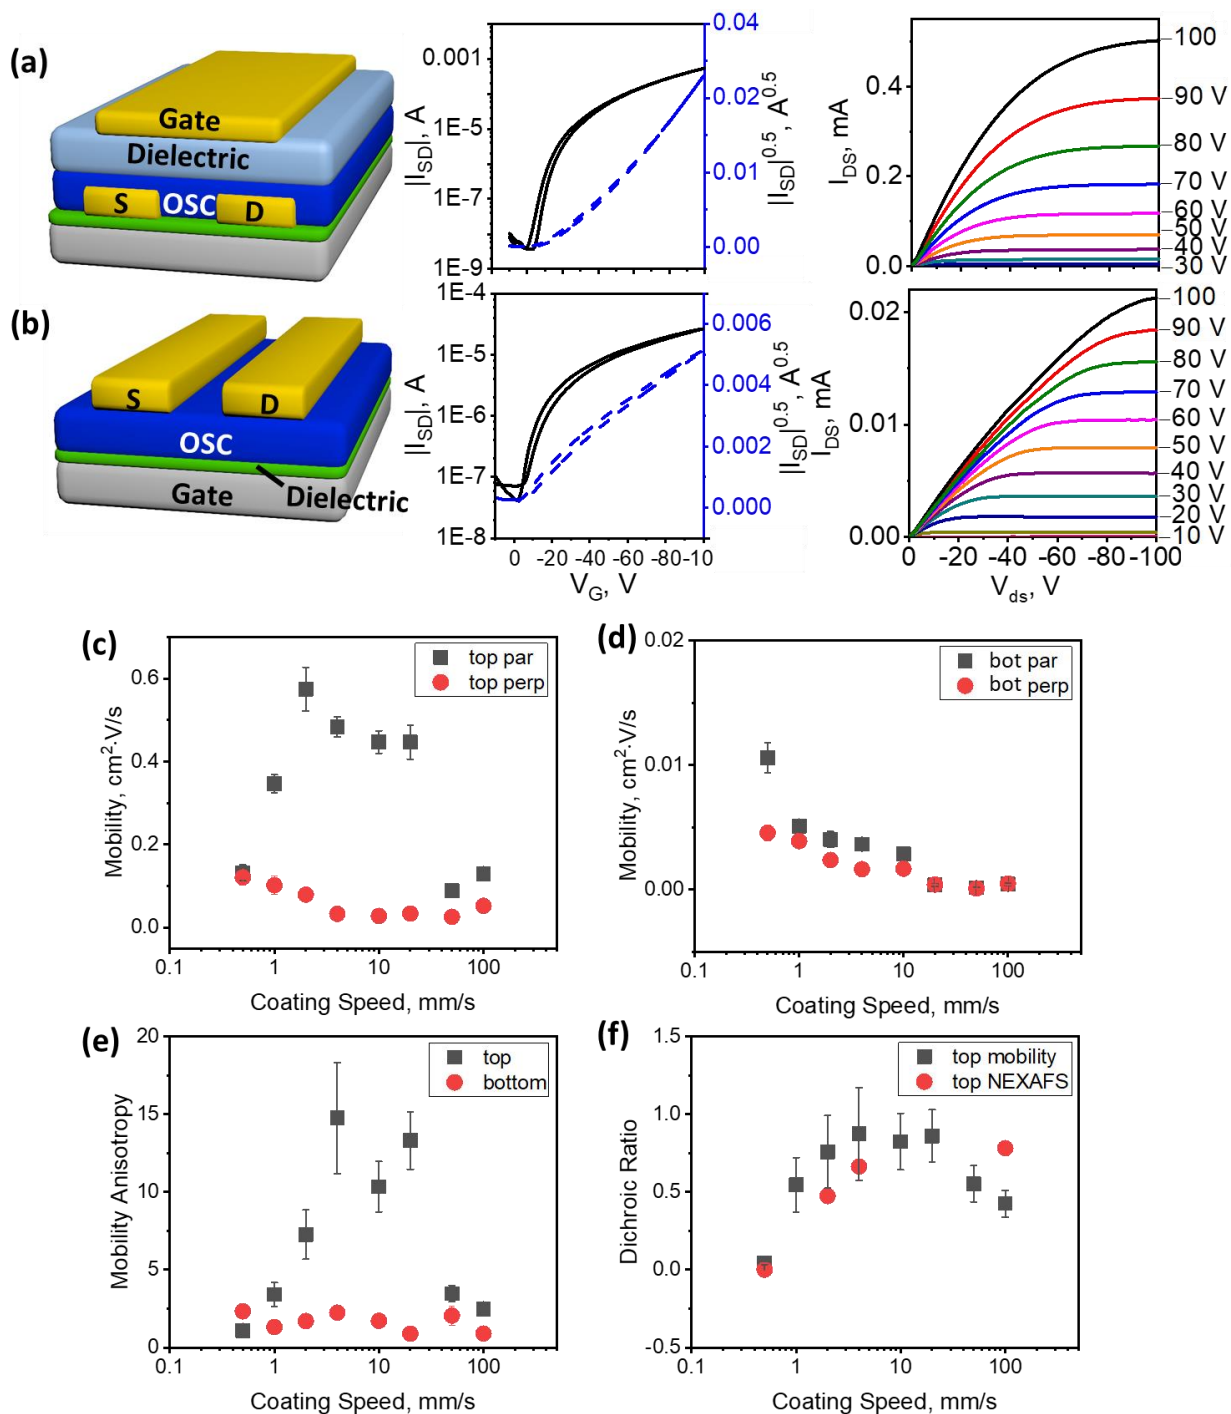 (a)
Gate
Dielectric
S OSC D
0.001
1E-5
1E-7
1E-9
|I_SD|, A
0.04
0.02
0.01
0.00
|I_SD|^0.5, A^0.5
0.4
0.2
0.0
I_DS, mA
-100
-90 V
-80 V
-70 V
-60 V
-50 V
-40 V
-30 V
(b)
S D
OSC
Gate Dielectric
1E-4
1E-5
1E-6
1E-7
1E-8
|I_SD|, A
0 -20 -40 -60 -80 -10
V_G, V
0.006
0.004
0.002
0.000
|I_SD|^0.5, A^0.5
0.02
0.01
0.00
I_DS, mA
0 -20 -40 -60 -80 -100
V_ds, V
-100
-90 V
-80 V
-70 V
-60 V
-50 V
-40 V
-30 V
-20 V
-10 V
(c)
top par
top perp
0.6
0.4
0.2
0.0
Mobility, cm²·V/s
0.1 1 10 100
Coating Speed, mm/s
(d)
bot par
bot perp
0.02
0.01
0.00
Mobility, cm²·V/s
0.1 1 10 100
Coating Speed, mm/s
(e)
top
bottom
20
15
10
5
0
Mobility Anisotropy
0.1 1 10 100
Coating Speed, mm/s
(f)
top mobility
top NEXAFS
1.5
1.0
0.5
0.0
-0.5
Dichroic Ratio
0.1 1 10 100
Coating Speed, mm/s